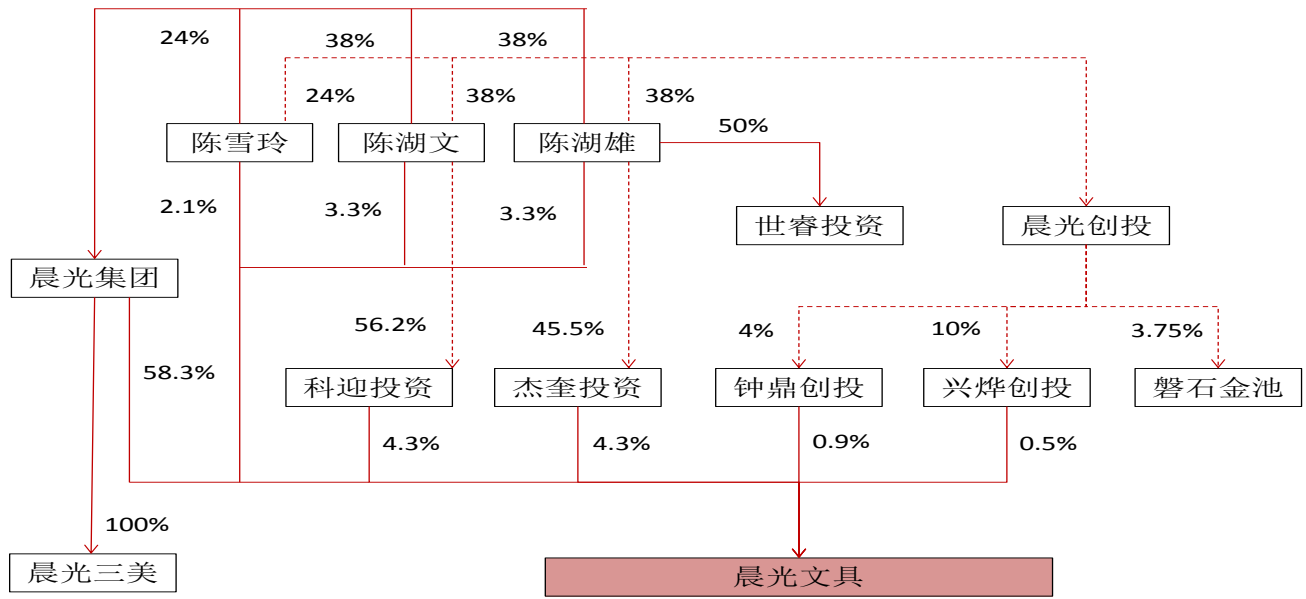 24%
38%
38%
24%
38%
38%
陈雪玲
陈湖文
陈湖雄
50%
2.1%
3.3%
3.3%
世睿投资
晨光创投
晨光集团
58.3%
56.2%
45.5%
4%
10%
3.75%
科迎投资
杰奎投资
钟鼎创投
兴烨创投
磐石金池
4.3%
4.3%
0.9%
0.5%
100%
晨光三美
晨光文具